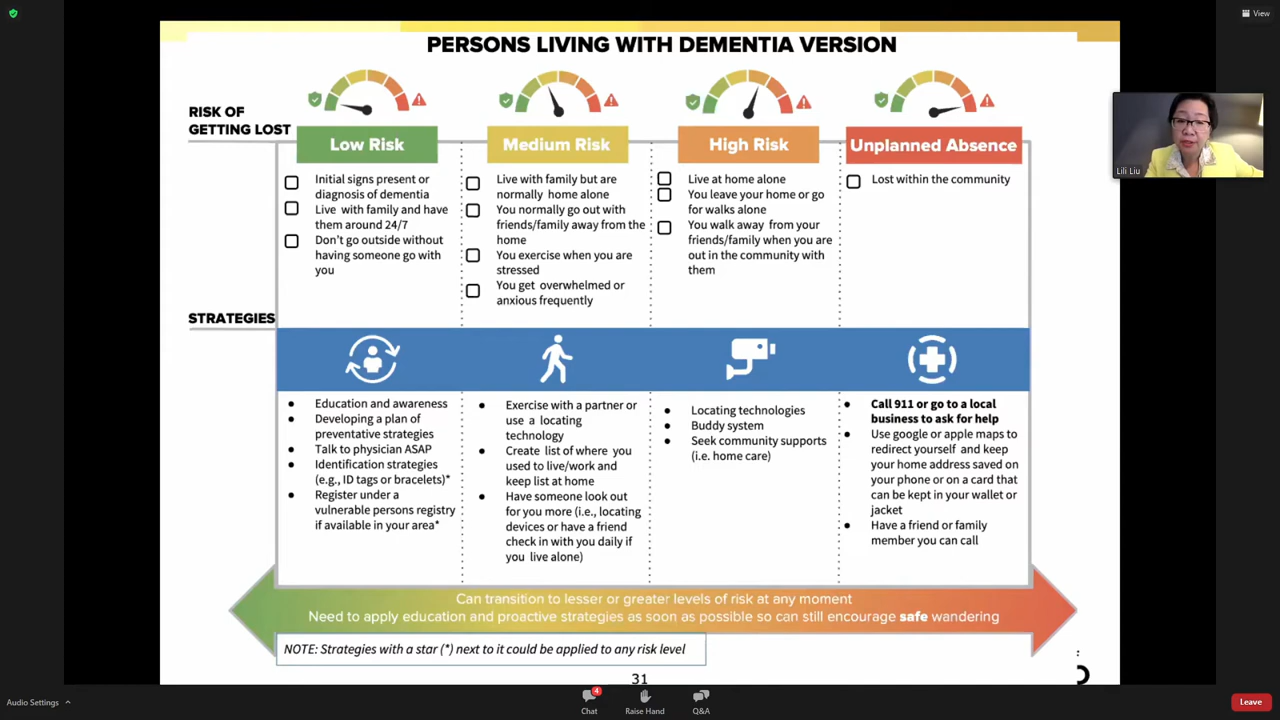 View
PERSONS LIVING WITH DEMENTIA VERSION
RISK OF
GETTING LOST
Low Risk
Medium Risk
High Risk
Unplanned Absence
Lili Liu
Initial signs present or
diagnosis of dementia
Live with family and have
them around 24/7
Don't go outside without
having someone go with
you
Live with family but are
normally home alone
You normally go out with
friends/family away from the
home
You exercise when you are
stressed
You get overwhelmed or
anxious frequently
Live at home alone
You leave your home or go
for walks alone
You walk away from your
friends/family when you are
out in the community with
them
Lost within the community
STRATEGIES
• Education and awareness
• Developing a plan of
preventative strategies
• Talk to physician ASAP
• Identification strategies
(e.g., ID tags or bracelets)*
• Register under a
vulnerable persons registry
if available in your area*
• Exercise with a partner or
use a locating
technology
• Create list of where you
used to live/work and
keep list at home
• Have someone look out
for you more (i.e., locating
devices or have a friend
check in with you daily if
you live alone)
• Locating technologies
• Buddy system
• Seek community supports
(i.e. home care)
• Call 911 or go to a local
business to ask for help
• Use google or apple maps to
redirect yourself and keep
your home address saved on
your phone or on a card that
can be kept in your wallet or
jacket
• Have a friend or family
member you can call
Can transition to lesser or greater levels of risk at any moment
Need to apply education and proactive strategies as soon as possible so can still encourage safe wandering
NOTE: Strategies with a star (*) next to it could be applied to any risk level
31
Audio Settings
4
Chat
Raise Hand
Q&A
Leave